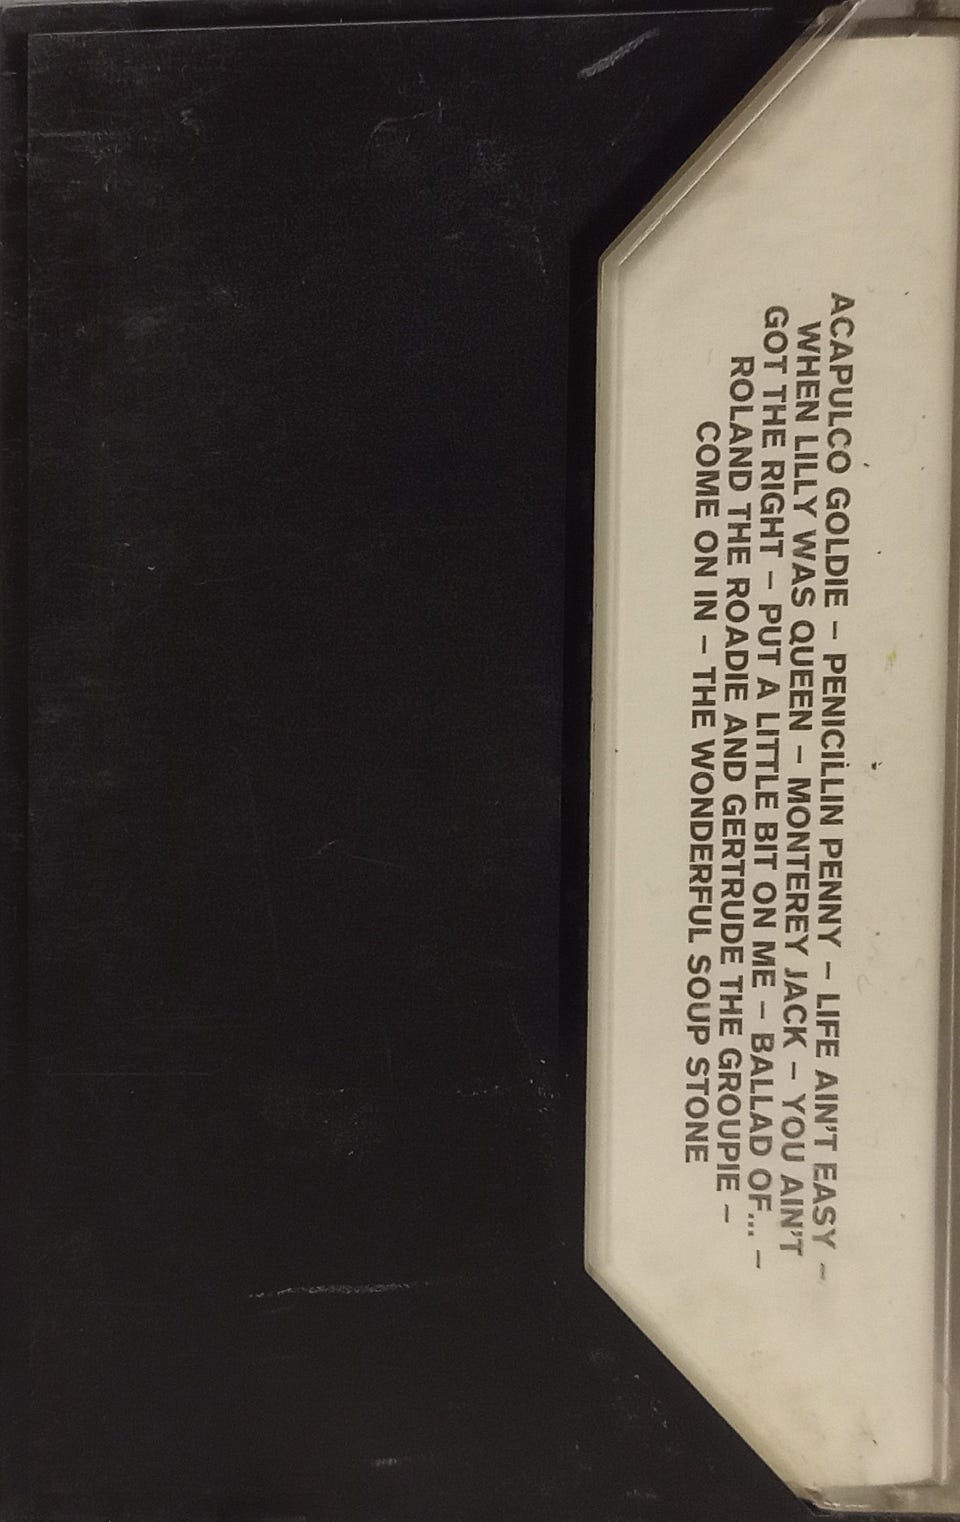 ACAPULCO GOLDIE – PENICILLIN PENNY – LIFE AIN'T EASY –
WHEN LILLY WAS QUEEN – MONTEREY JACK – YOU AIN'T
GOT THE RIGHT – PUT A LITTLE BIT ON ME – BALLAD OF... –
ROLAND THE ROADIE AND GERTRUDE THE GROUPIE –
COME ON IN – THE WONDERFUL SOUP STONE